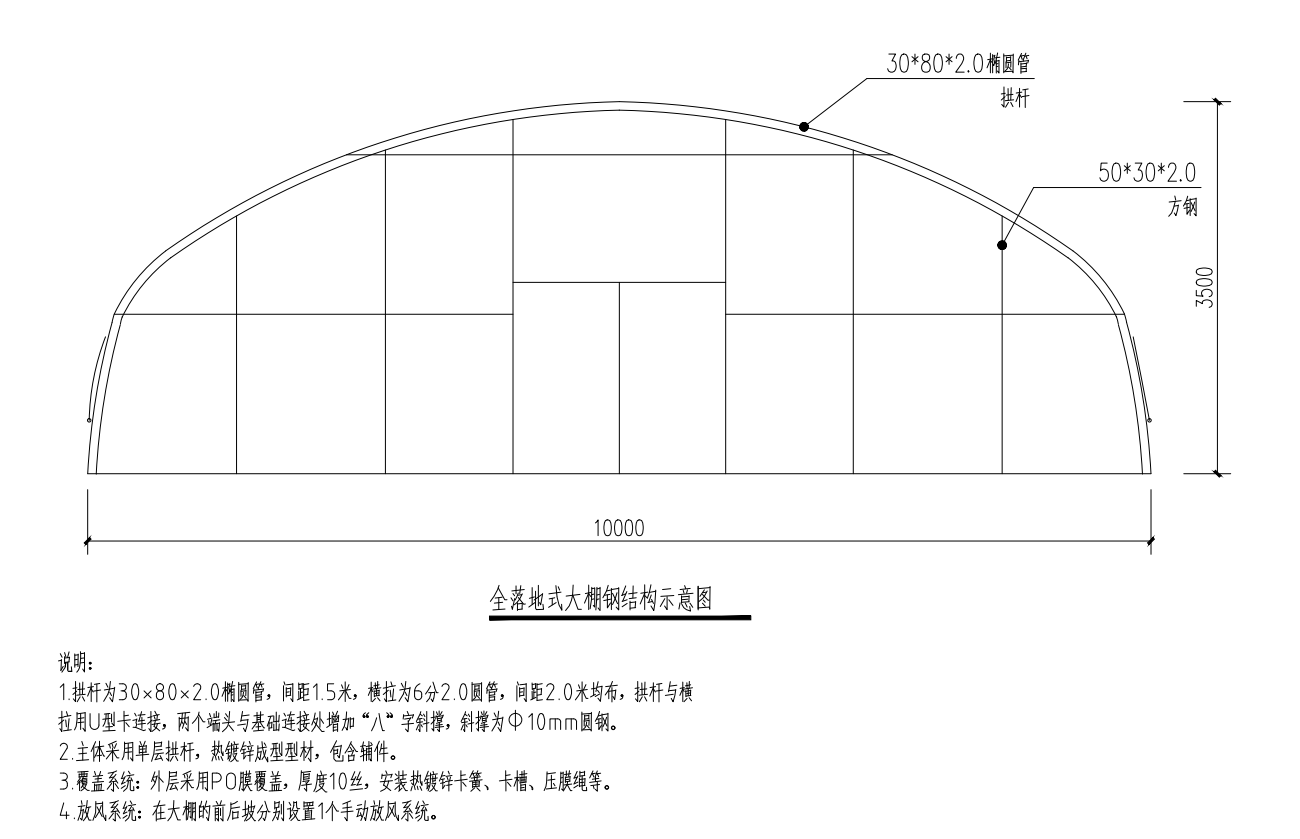 30*80*2.0椭圆管
拱杆
50*30*2.0
方钢
3500
10000
全落地式大棚钢结构示意图
说明:
1.拱杆为30×80×2.0椭圆管，间距1.5米，横拉为6分2.0圆管，间距2.0米均布，拱杆与横
拉用U型卡连接，两个端头与基础连接处增加“八”字斜撑，斜撑为Φ10mm圆钢。
2.主体采用单层拱杆，热镀锌成型型材，包含辅件。
3.覆盖系统：外层采用PO膜覆盖，厚度10丝，安装热镀锌卡簧、卡槽、压膜绳等。
4.放风系统：在大棚的前后坡分别设置1个手动放风系统。